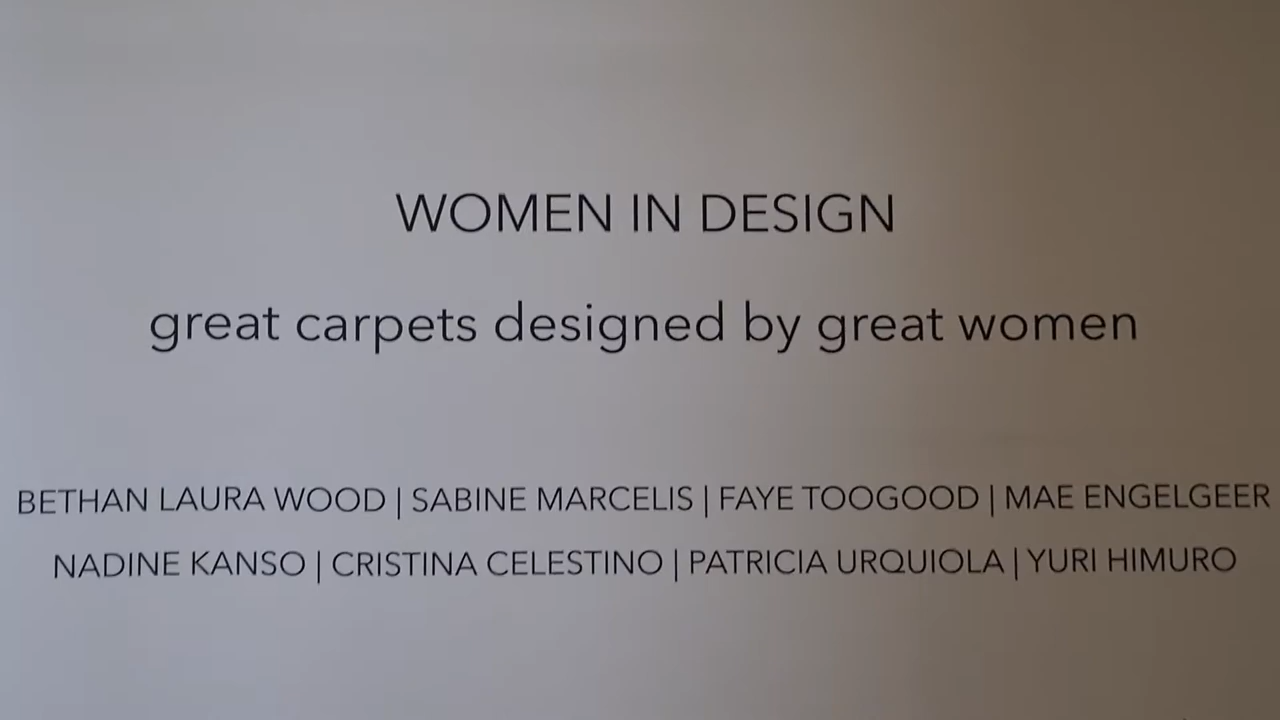 WOMEN IN DESIGN
great carpets designed by great women
BETHAN LAURA WOOD | SABINE MARCELIS | FAYE TOOGOOD | MAE ENGELGEER
NADINE KANSO | CRISTINA CELESTINO | PATRICIA URQUIOLA | YURI HIMURO